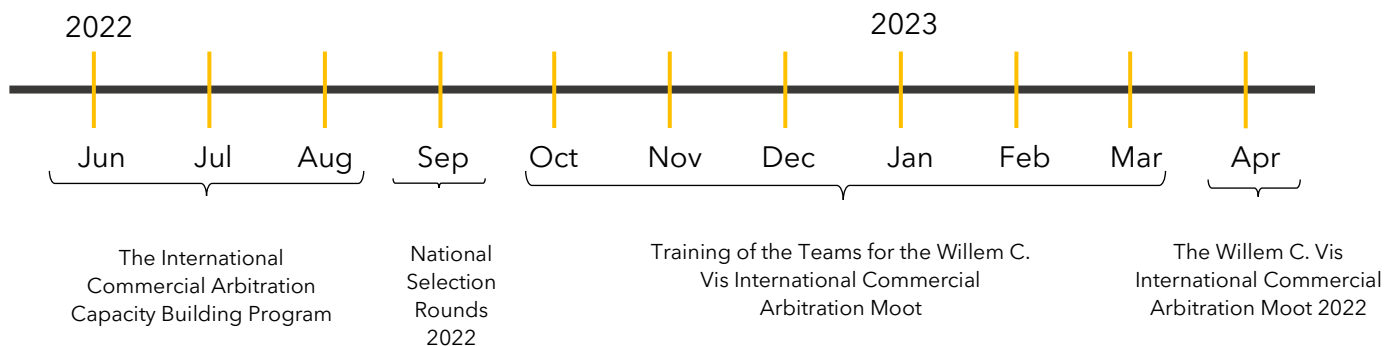 2022
2023
Jun Jul Aug Sep Oct Nov Dec Jan Feb Mar Apr
The International
Commercial Arbitration
Capacity Building Program
National
Selection
Rounds
2022
Training of the Teams for the Willem C.
Vis International Commercial
Arbitration Moot
The Willem C. Vis
International Commercial
Arbitration Moot 2022